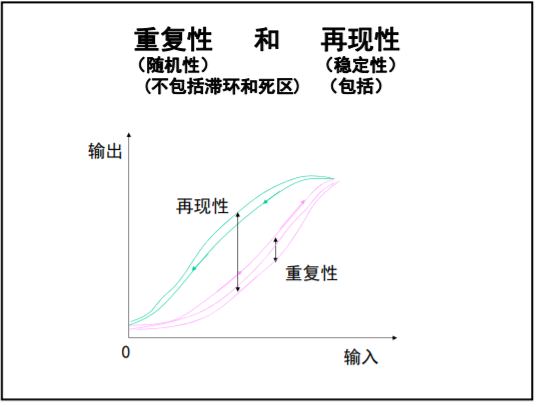 重复性 和 再现性
（随机性） （稳定性）
（不包括滞环和死区） （包括）
输出
再现性
重复性
0
输入